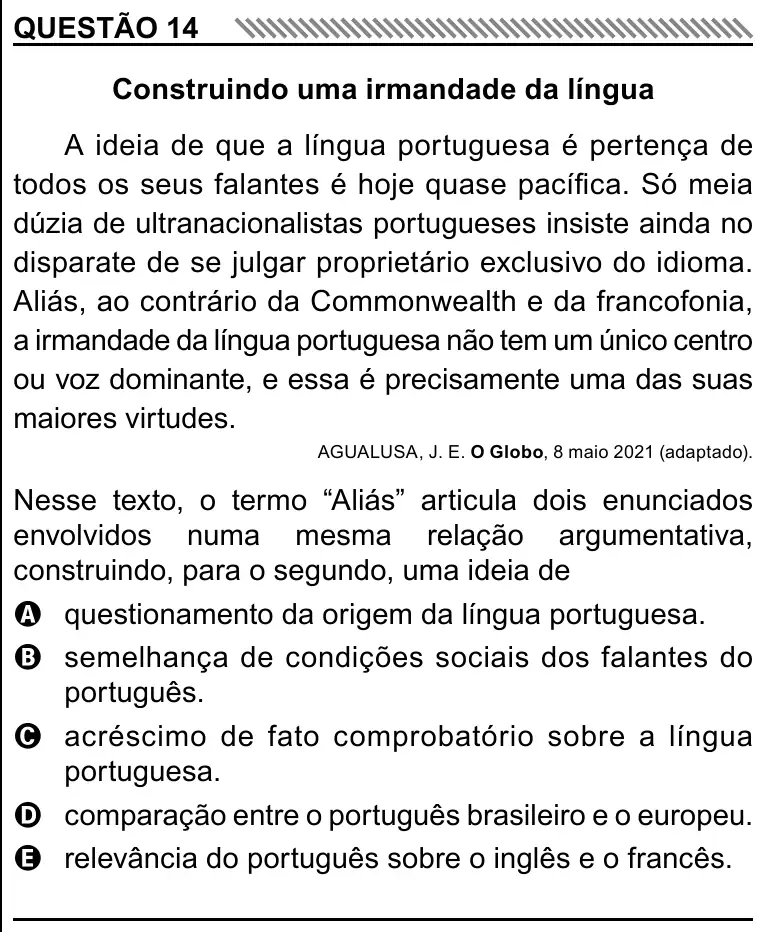 QUESTÃO 14
Construindo uma irmandade da língua
A ideia de que a língua portuguesa é pertença de
todos os seus falantes é hoje quase pacífica. Só meia
dúzia de ultranacionalistas portugueses insiste ainda no
disparate de se julgar proprietário exclusivo do idioma.
Aliás, ao contrário da Commonwealth e da francofonia,
a irmandade da língua portuguesa não tem um único centro
ou voz dominante, e essa é precisamente uma das suas
maiores virtudes.
AGUALUSA, J. E. O Globo, 8 maio 2021 (adaptado).
Nesse texto, o termo “Aliás” articula dois enunciados
envolvidos numa mesma relação argumentativa,
construindo, para o segundo, uma ideia de
A questionamento da origem da língua portuguesa.
B semelhança de condições sociais dos falantes do
português.
C acréscimo de fato comprobatório sobre a língua
portuguesa.
D comparação entre o português brasileiro e o europeu.
E relevância do português sobre o inglês e o francês.